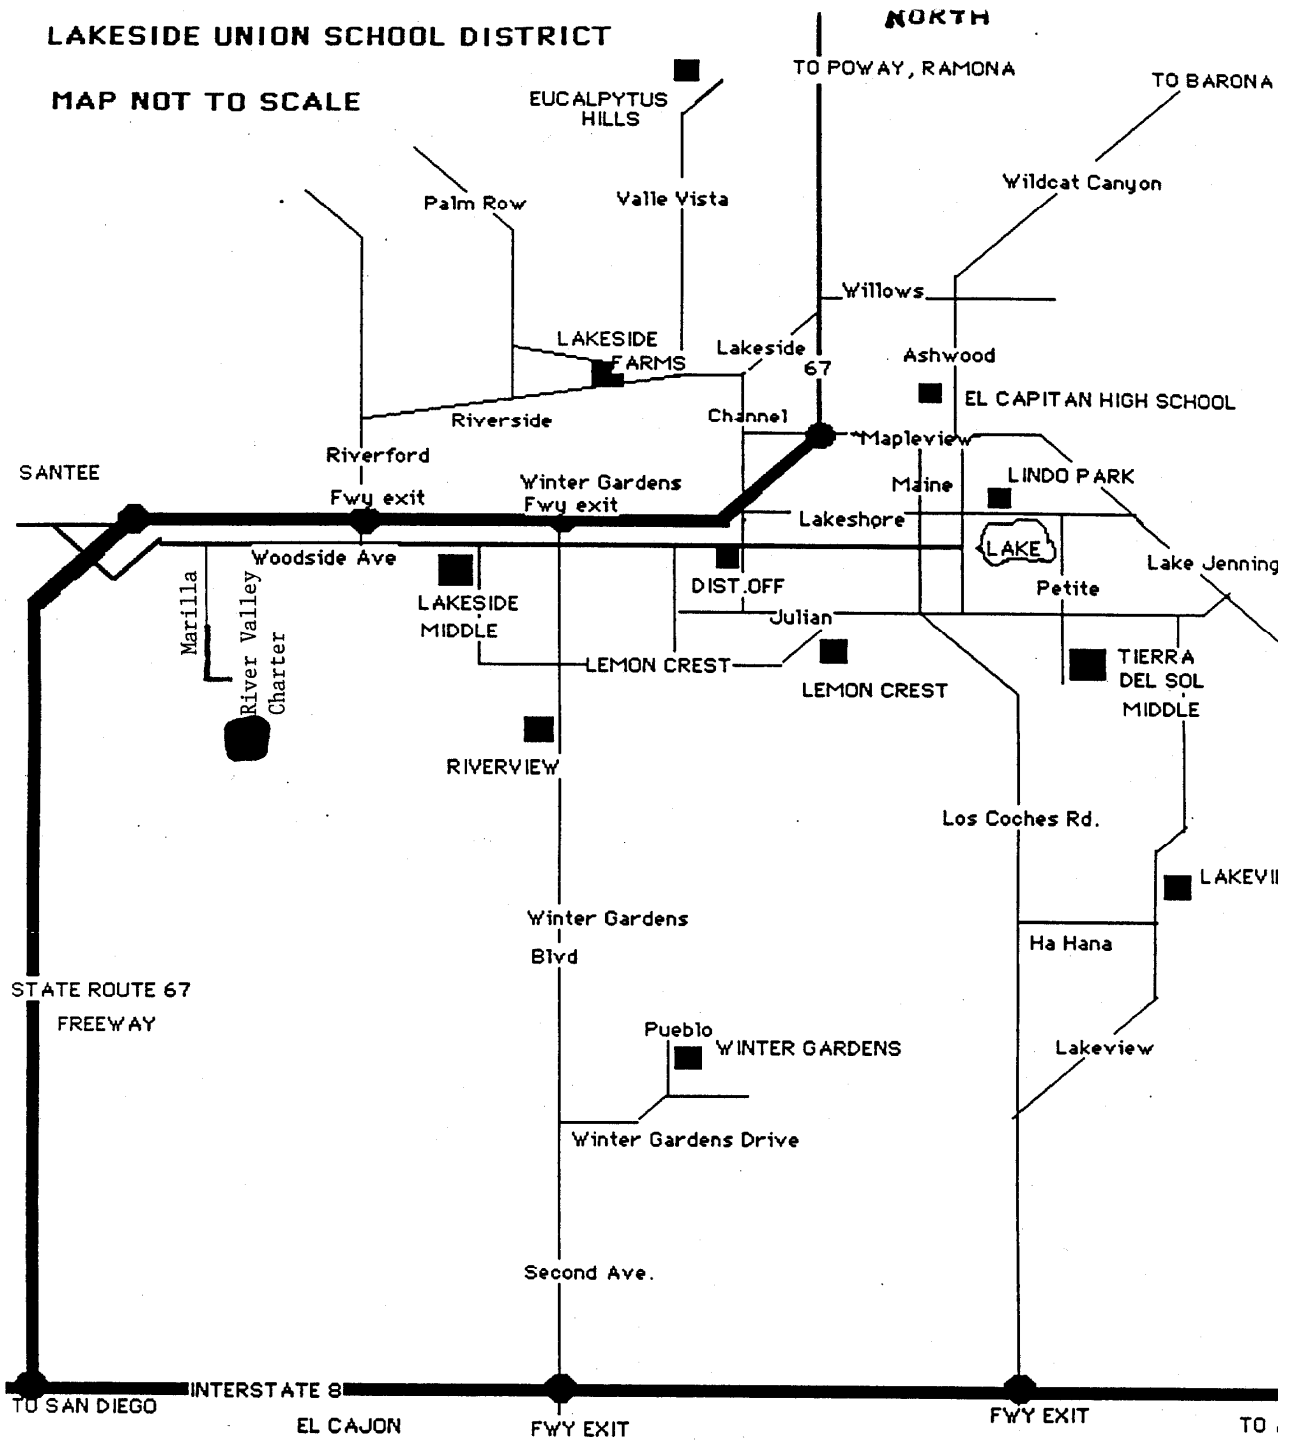 NORTH
LAKESIDE UNION SCHOOL DISTRICT
MAP NOT TO SCALE
TO POWAY, RAMONA
TO BARONA
EUCALPYTUS
HILLS
Wildcat Canyon
Palm Row
Valle Vista
Willows
LAKESIDE
FARMS
Lakeside
67
Ashwood
EL CAPITAN HIGH SCHOOL
Riverside
Channel
Mapleview
Riverford
Fwy exit
SANTEE
Winter Gardens
Fwy exit
Maine
LINDO PARK
Lakeshore
LAKE
Woodside Ave
Lake Jenning
DIST.OFF
Petite
Marilla
River Valley
Charter
LAKESIDE
MIDDLE
Julian
LEMON CREST
LEMON CREST
TIERRA
DEL SOL
MIDDLE
RIVERVIEW
Los Coches Rd.
LAKEVI
Winter Gardens
Blvd
Ha Hana
STATE ROUTE 67
FREEWAY
Pueblo
WINTER GARDENS
Lakeview
Winter Gardens Drive
Second Ave.
INTERSTATE 8
TO SAN DIEGO
EL CAJON
FWY EXIT
FWY EXIT
TO